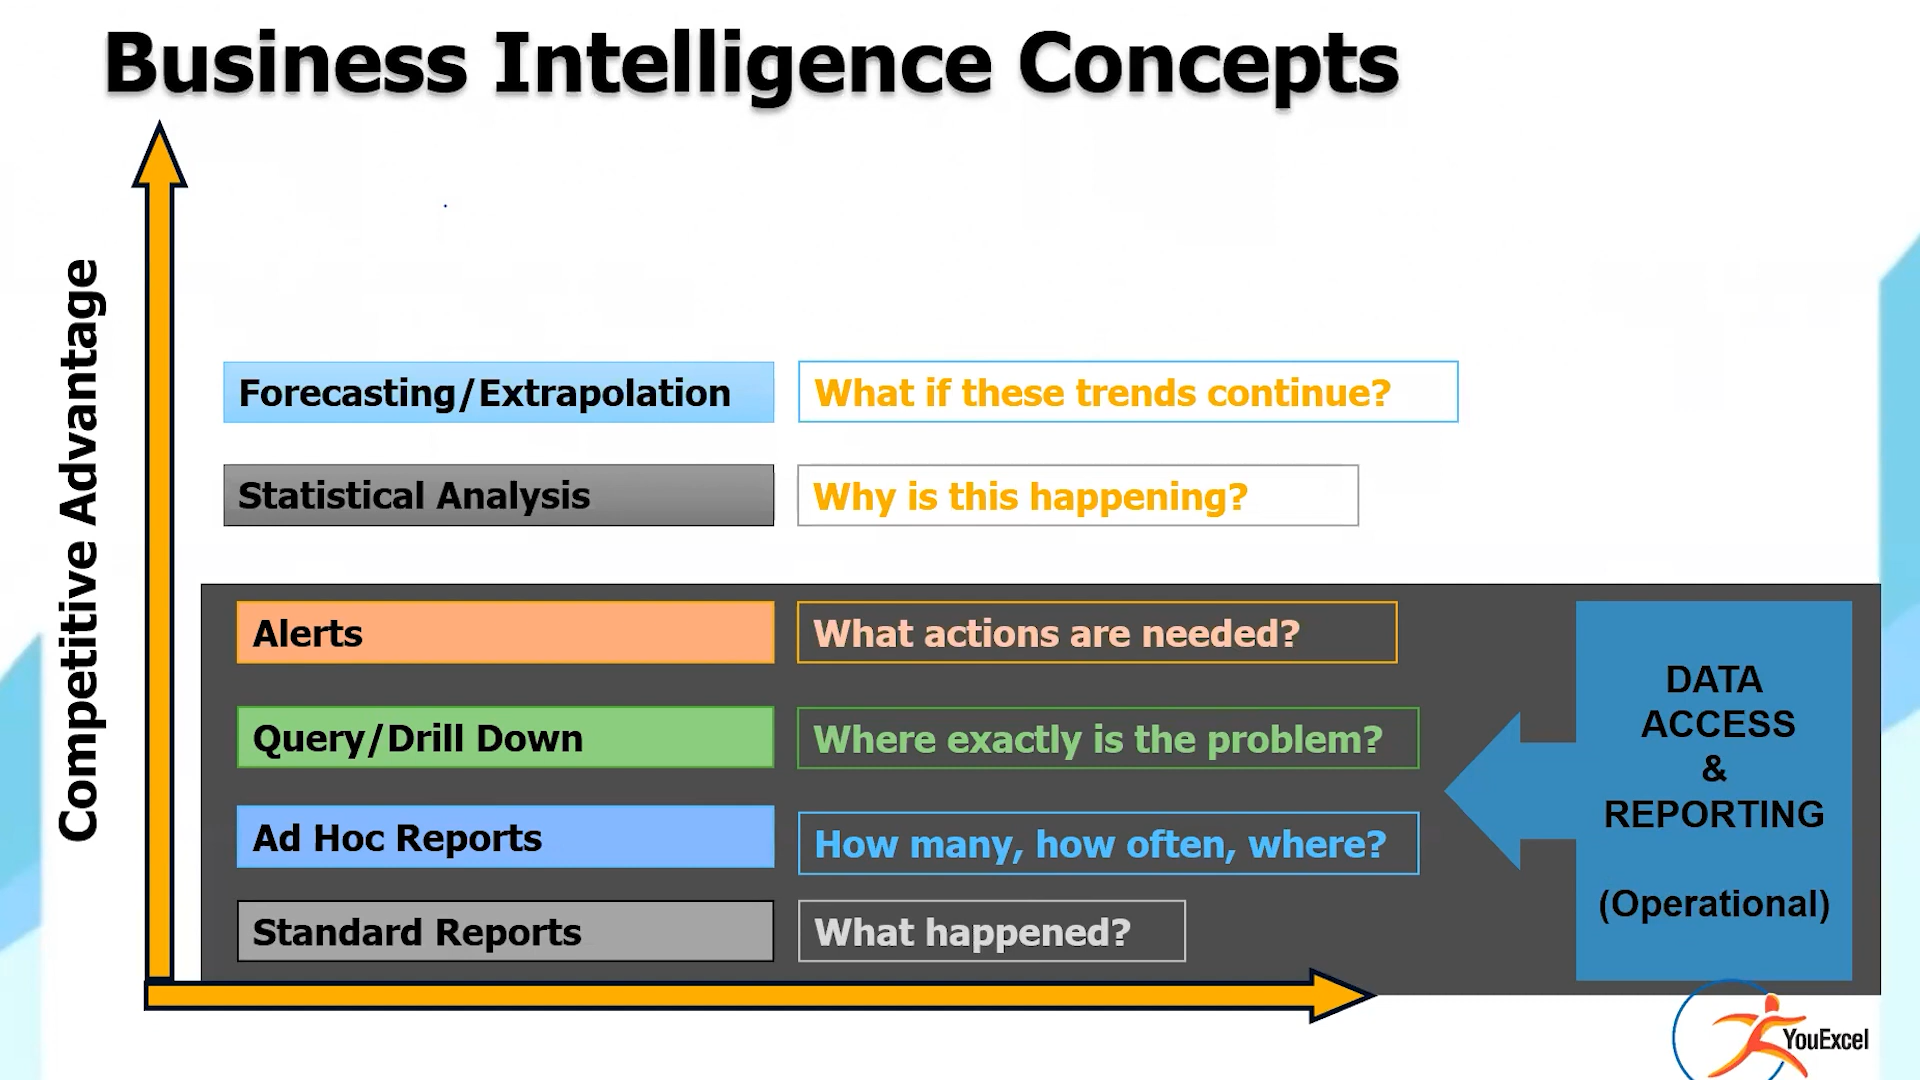 Business Intelligence Concepts
Competitive Advantage
Forecasting/Extrapolation
What if these trends continue?
Statistical Analysis
Why is this happening?
Alerts
What actions are needed?
Query/Drill Down
Where exactly is the problem?
Ad Hoc Reports
How many, how often, where?
Standard Reports
What happened?
DATA
ACCESS
&
REPORTING
(Operational)
YouExcel